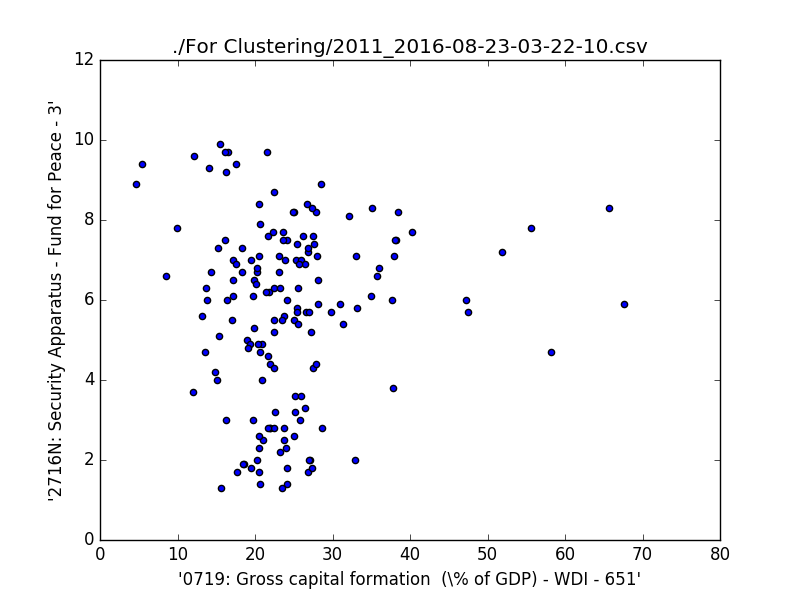 ./For Clustering/2011_2016-08-23-03-22-10.csv
12
10
8
6
4
2
0
'2716N: Security Apparatus - Fund for Peace - 3'
0 10 20 30 40 50 60 70 80
'0719: Gross capital formation  (\% of GDP) - WDI - 651'